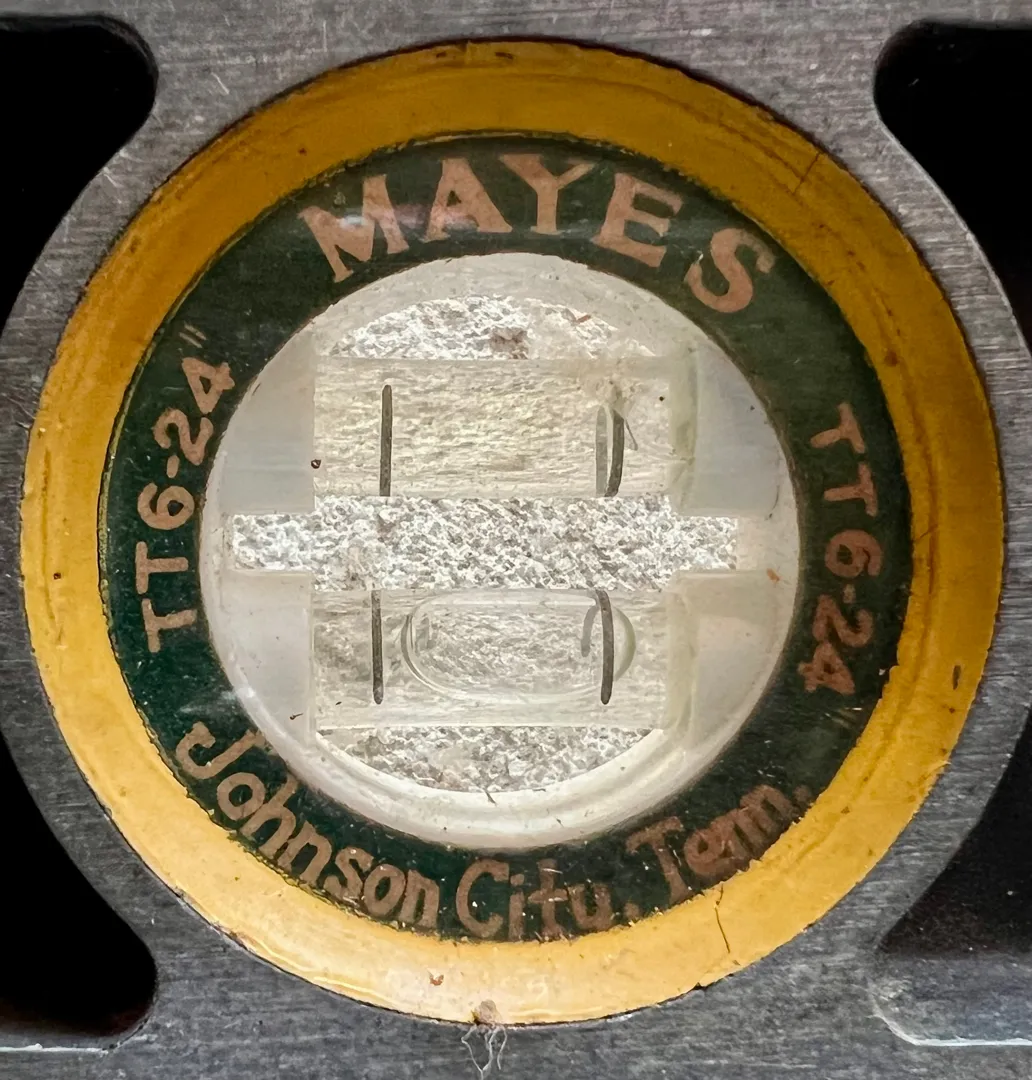 MAYES
TT6-24"
TT6-24"
Johnson City, Tenn.